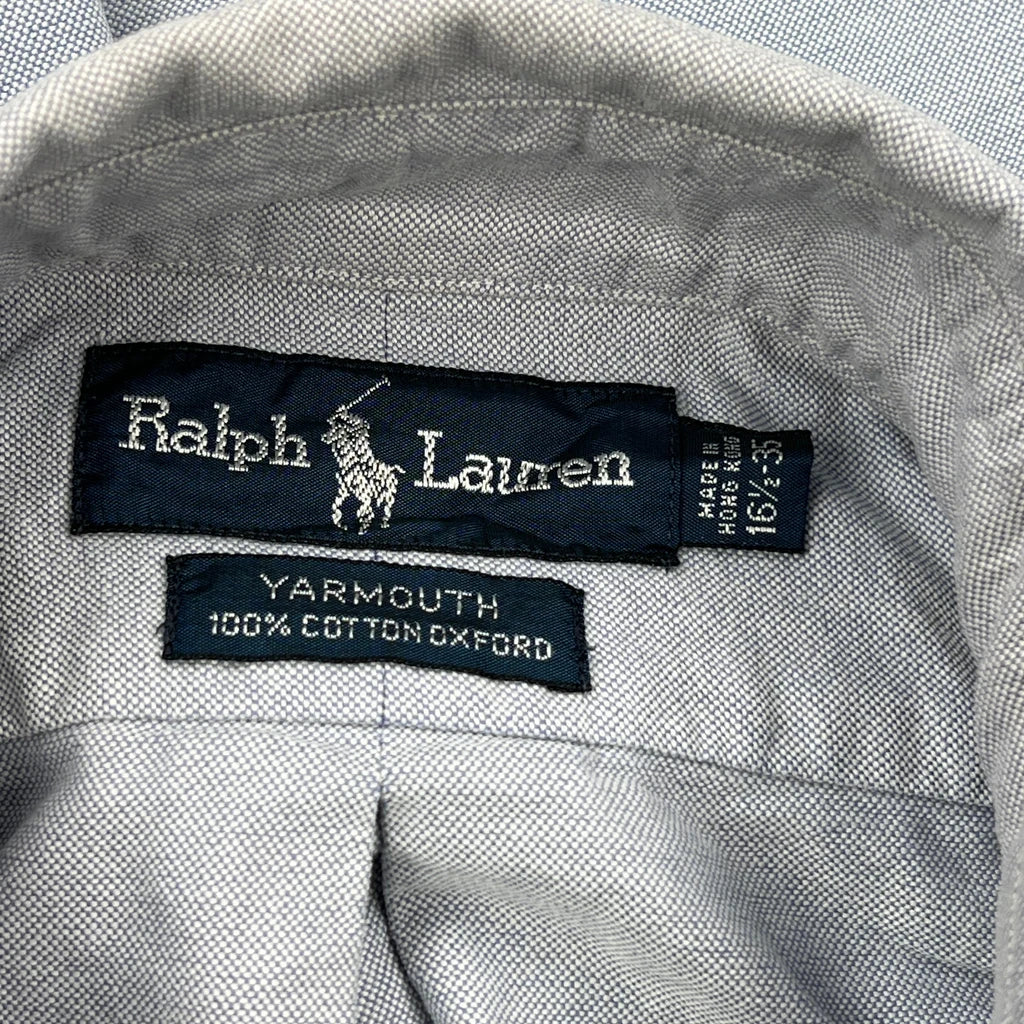 Ralph Lauren
MADE IN
HONG KONG
16½-35
YARMOUTH
100% COTTON OXFORD